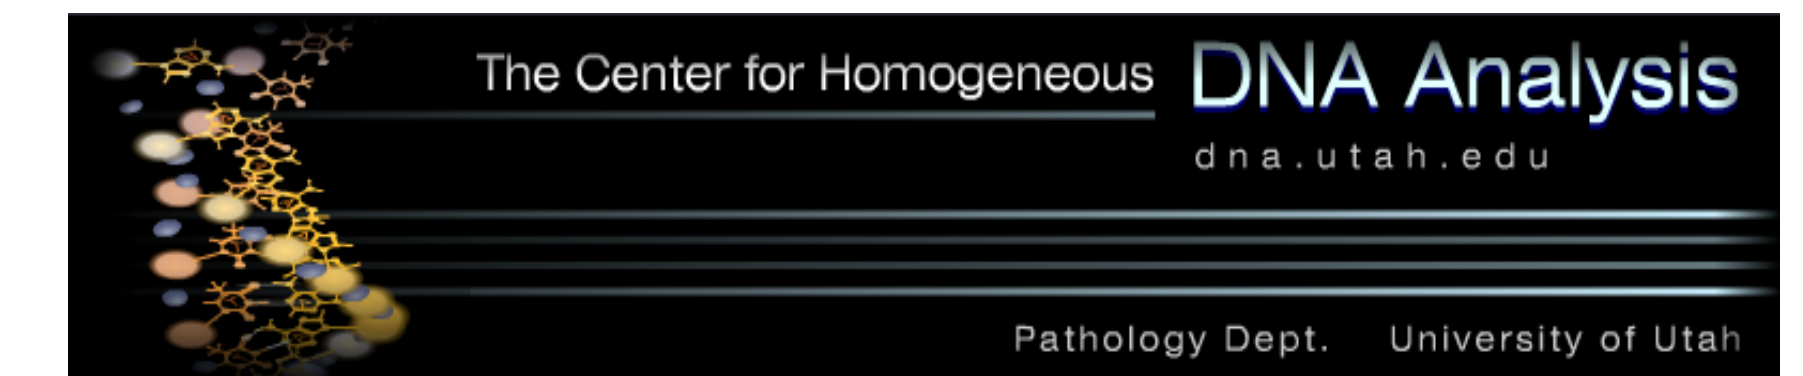 The Center for Homogeneous DNA Analysis
dna.utah.edu
Pathology Dept. University of Utah